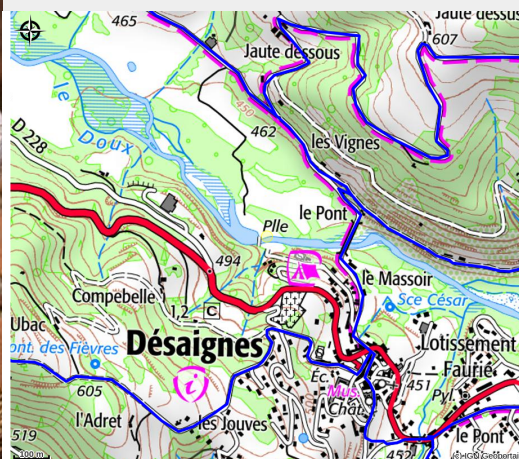 465
Jaute dessus
607
Jaute dessous
450
462
le Doux
les Vignes
D 228
le Pont
Plle
494
le Massoir
Compebelle
Sce César
1,2 C
Ubac
Désaignes
Lotissement
Faurie
ont. des Fièvres
Éc.
Mus.
451
605
Chât.
Pyl.
l'Adret
les Jouves
le Pont
519
452
100 m
(c) IGN Geoportail